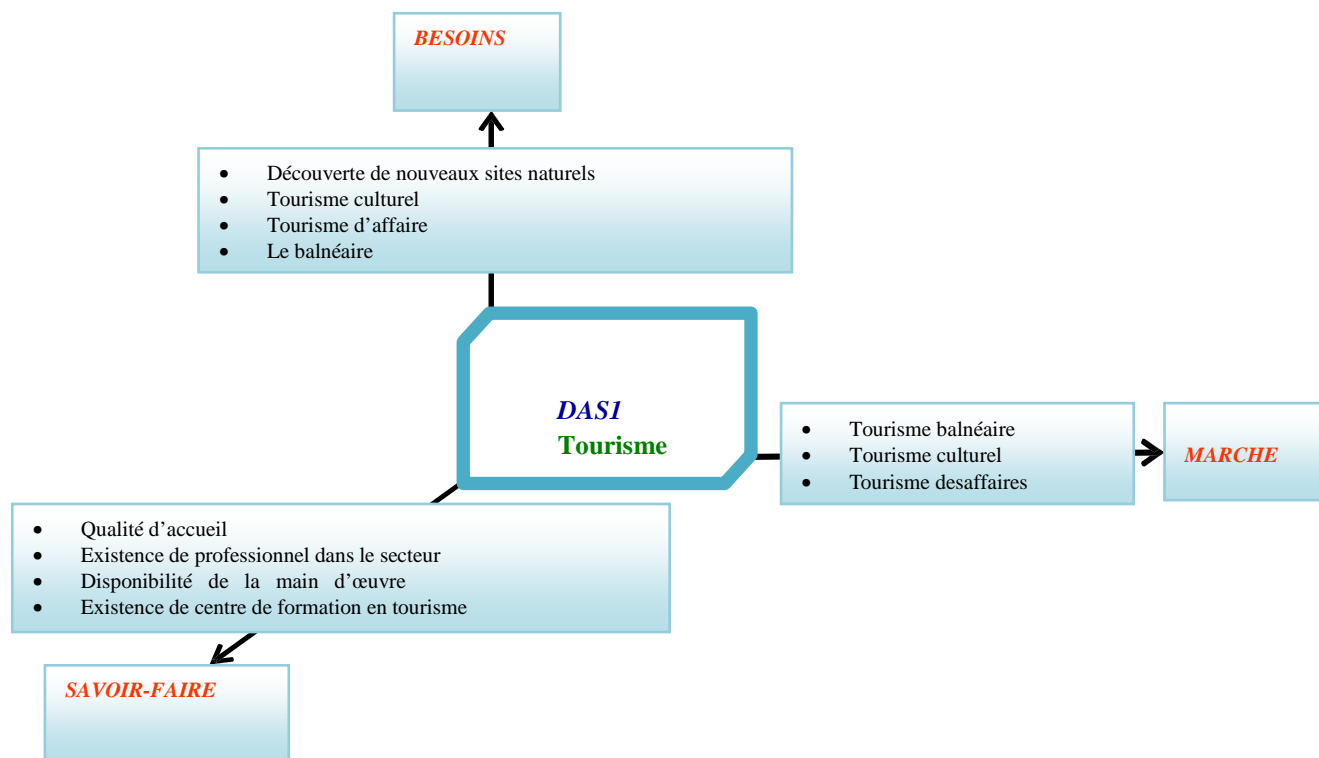 BESOINS
• Découverte de nouveaux sites naturels
• Tourisme culturel
• Tourisme d’affaire
• Le balnéaire
DAS1
Tourisme
• Tourisme balnéaire
• Tourisme culturel
• Tourisme desaffaires
MARCHE
• Qualité d’accueil
• Existence de professionnel dans le secteur
• Disponibilité de la main d’œuvre
• Existence de centre de formation en tourisme
SAVOIR-FAIRE